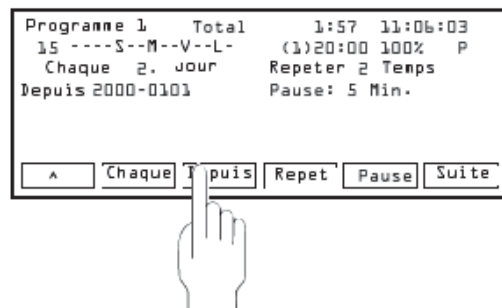 Programme 1 Total 1:57 11:06:03
15 ----S--M--V--L- (1)20:00 100% P
Chaque 2. Jour Repeter 2 Temps
Depuis 2000-0101 Pause: 5 Min.
^ Chaque Depuis Repet Pause Suite